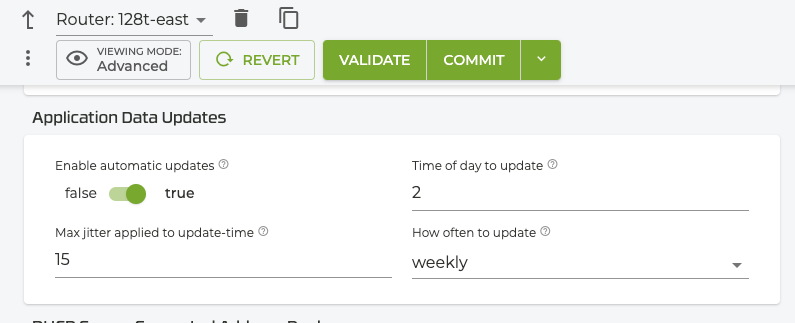 Router: 128t-east
VIEWING MODE:
Advanced
REVERT
VALIDATE
COMMIT
Application Data Updates
Enable automatic updates
Time of day to update
false
true
2
Max jitter applied to update-time
How often to update
15
weekly